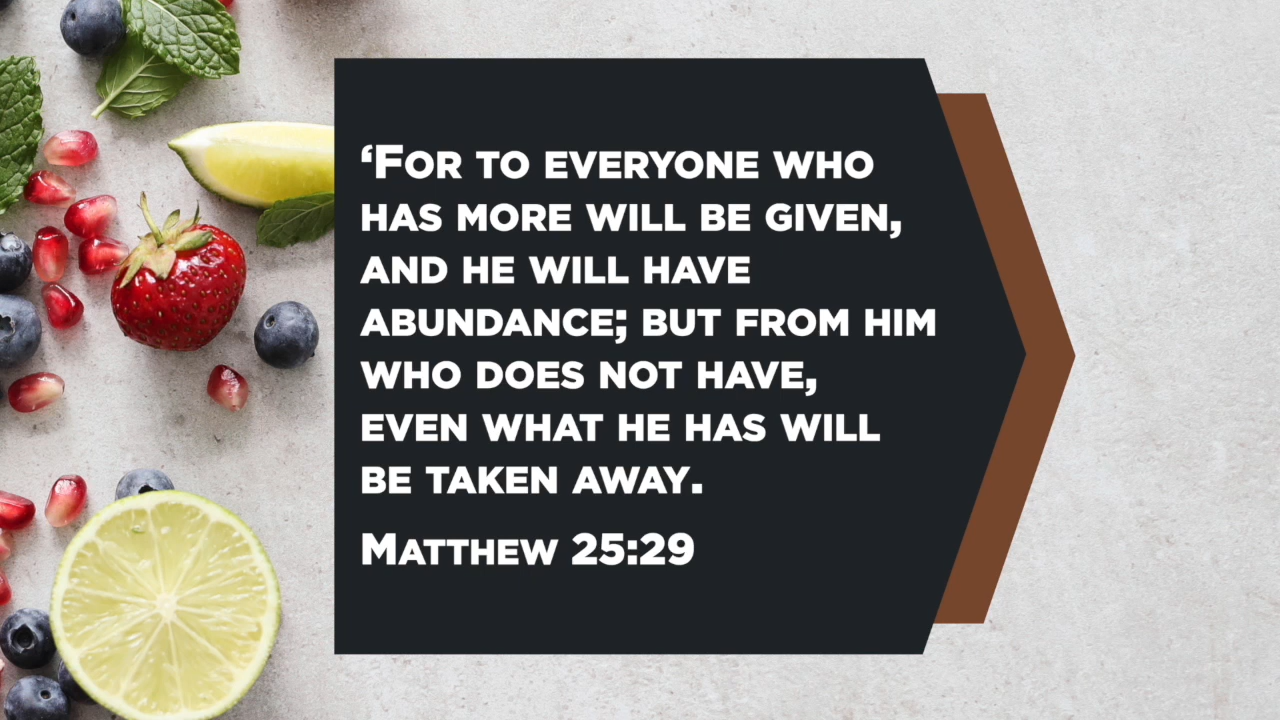 ‘For to everyone who
has more will be given,
and he will have
abundance; but from him
who does not have,
even what he has will
be taken away.
Matthew 25:29